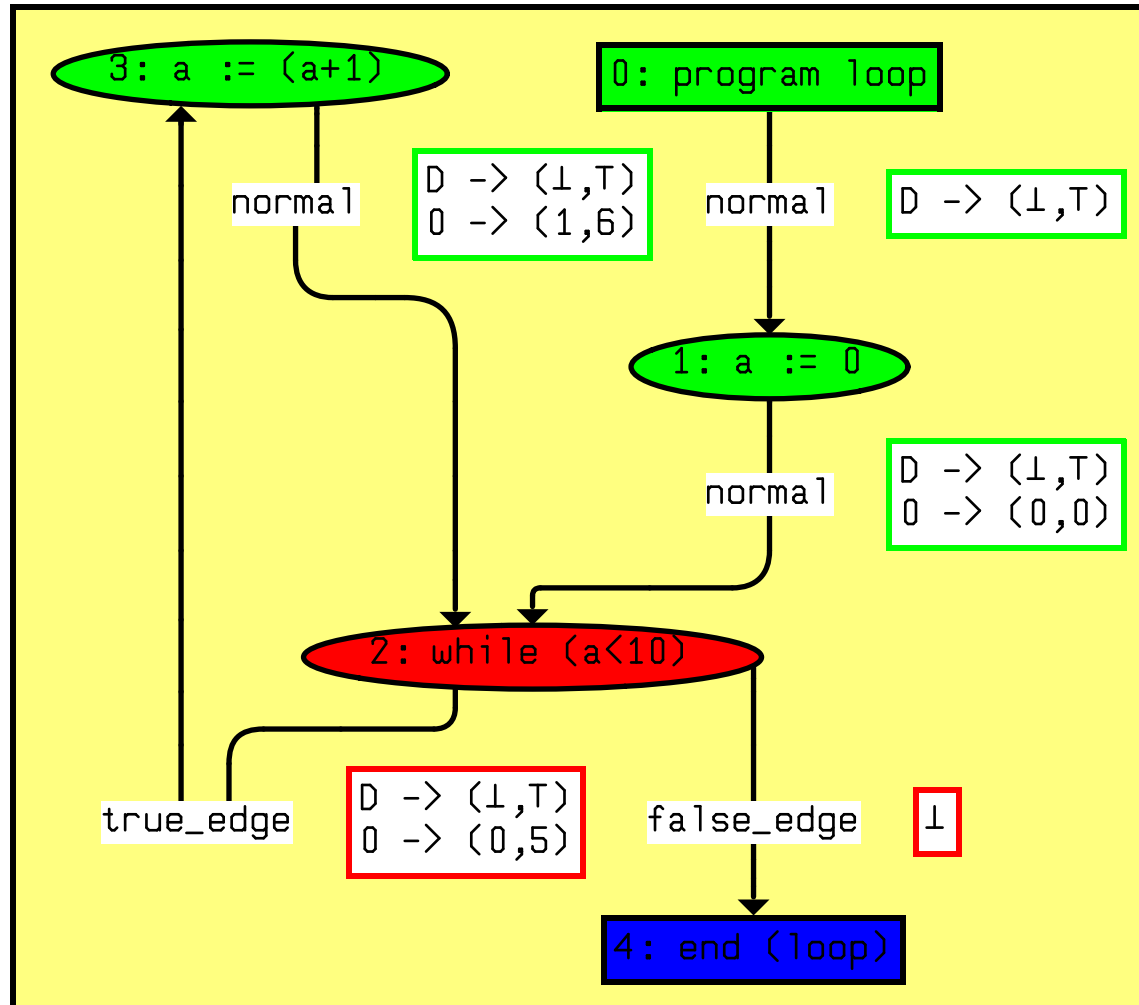 3: a := (a+1)
0: program loop
normal
D -> (⊥,T)
0 -> (1,6)
normal
D -> (⊥,T)
1: a := 0
normal
D -> (⊥,T)
0 -> (0,0)
2: while (a<10)
true_edge
D -> (⊥,T)
0 -> (0,5)
false_edge
⊥
4: end (loop)